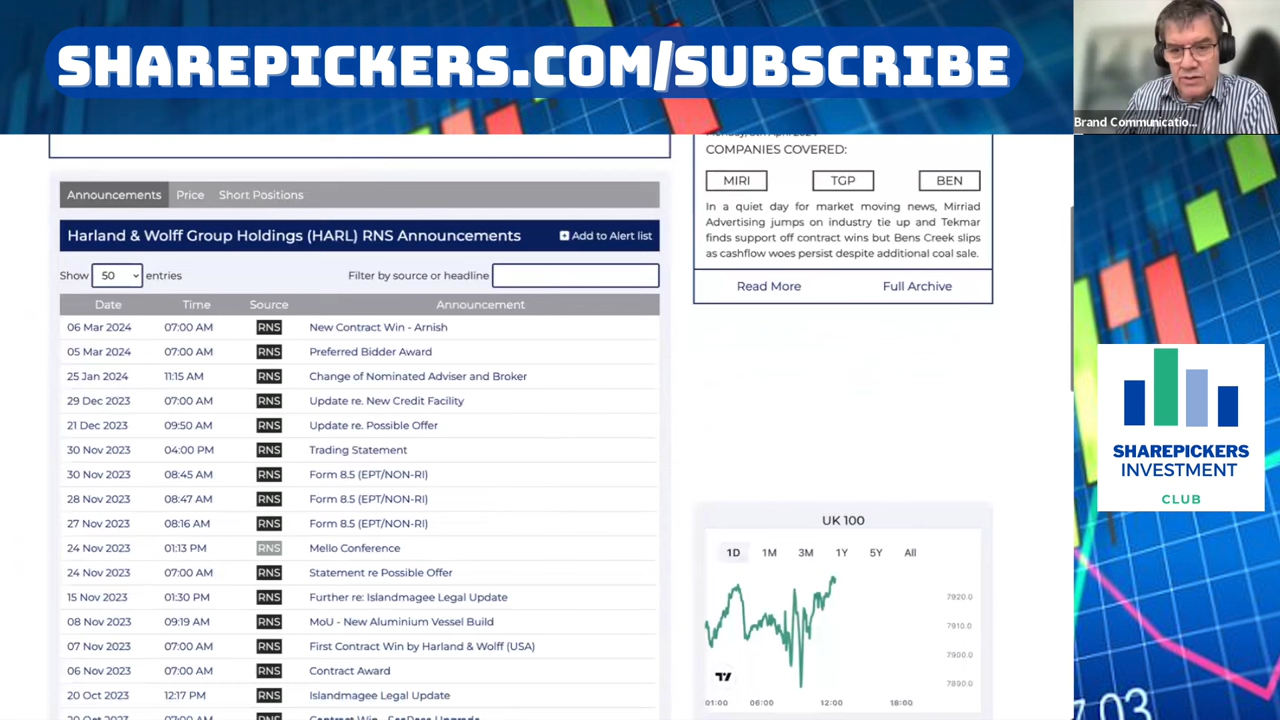 SHAREPICKERS.COM/SUBSCRIBE
Brand Communicatio...
COMPANIES COVERED:
MIRI TGP BEN
In a quiet day for market moving news, Mirriad
Advertising jumps on industry tie up and Tekmar
finds support off contract wins but Bens Creek slips
as cashflow woes persist despite additional coal sale.
Read More Full Archive
Announcements Price Short Positions
Harland & Wolff Group Holdings (HARL) RNS Announcements Add to Alert list
Show 50 entries Filter by source or headline
Date Time Source Announcement
06 Mar 2024 07:00 AM RNS New Contract Win - Arnish
05 Mar 2024 07:00 AM RNS Preferred Bidder Award
25 Jan 2024 11:15 AM RNS Change of Nominated Adviser and Broker
29 Dec 2023 07:00 AM RNS Update re. New Credit Facility
21 Dec 2023 09:50 AM RNS Update re. Possible Offer
30 Nov 2023 04:00 PM RNS Trading Statement
30 Nov 2023 08:45 AM RNS Form 8.5 (EPT/NON-RI)
28 Nov 2023 08:47 AM RNS Form 8.5 (EPT/NON-RI)
27 Nov 2023 08:16 AM RNS Form 8.5 (EPT/NON-RI)
24 Nov 2023 01:13 PM RNS Mello Conference
24 Nov 2023 07:00 AM RNS Statement re Possible Offer
15 Nov 2023 01:30 PM RNS Further re: Islandmagee Legal Update
08 Nov 2023 09:19 AM RNS MoU - New Aluminium Vessel Build
07 Nov 2023 07:00 AM RNS First Contract Win by Harland & Wolff (USA)
06 Nov 2023 07:00 AM RNS Contract Award
20 Oct 2023 12:17 PM RNS Islandmagee Legal Update
UK 100
1D 1M 3M 1Y 5Y All
7920.0
7910.0
7900.0
7890.0
01:00 06:00 12:00 18:00
SHAREPICKERS
INVESTMENT
CLUB